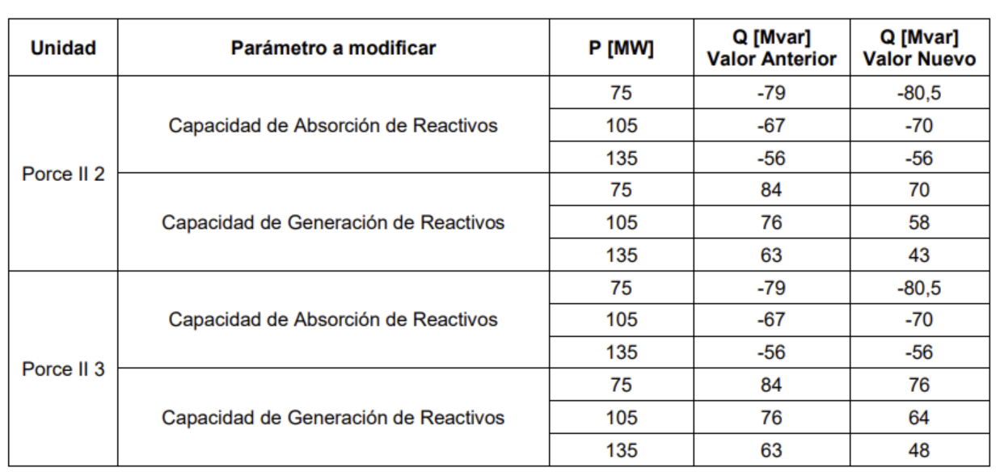 Unidad Parámetro a modificar P [MW] Q [Mvar] Valor Anterior Q [Mvar] Valor Nuevo
Porce II 2 Capacidad de Absorción de Reactivos 75 -79 -80,5
105 -67 -70
135 -56 -56
Capacidad de Generación de Reactivos 75 84 70
105 76 58
135 63 43
Porce II 3 Capacidad de Absorción de Reactivos 75 -79 -80,5
105 -67 -70
135 -56 -56
Capacidad de Generación de Reactivos 75 84 76
105 76 64
135 63 48